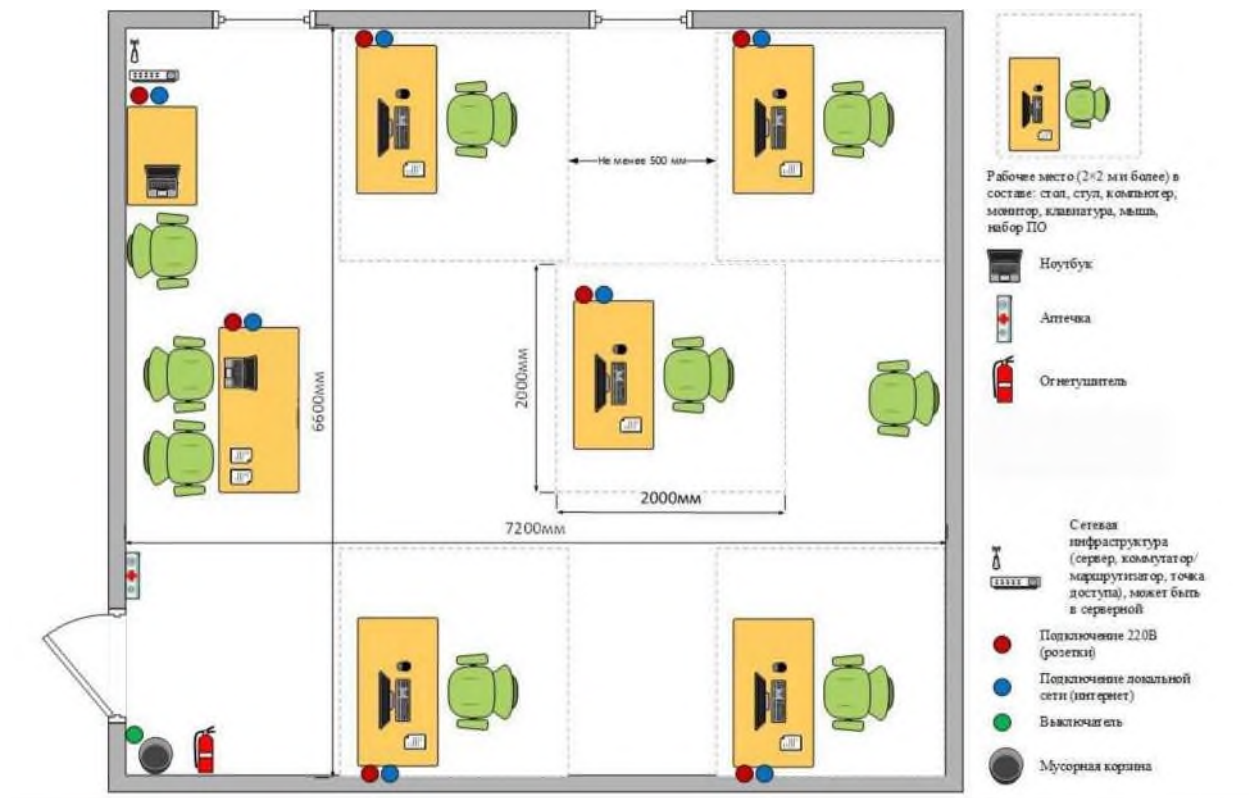 Не менее 500 мм
6600мм
2000мм
2000мм
7200мм
Рабочее место (2×2 м и более) в
составе: стол, стул, компьютер,
монитор, клавиатура, мышь,
набор ПО
Ноутбук
Аптечка
Огнетушитель
Сетевая
инфраструктура
(сервер, коммутатор/
маршрутизатор, точка
доступа), может быть
в серверной
Подключение 220В
(розетки)
Подключение локальной
сети (интернет)
Выключатель
Мусорная корзина